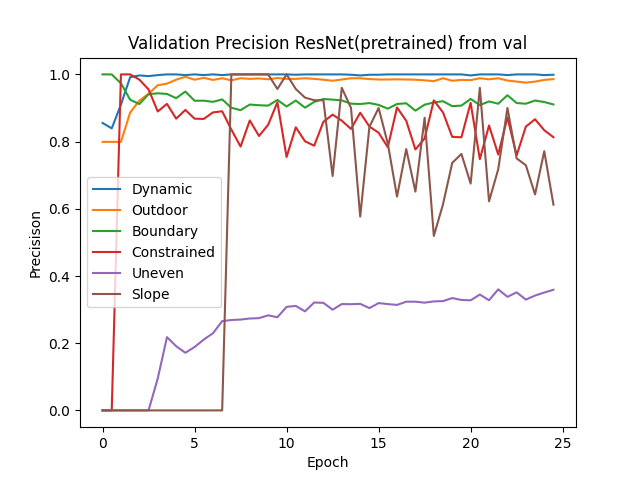 Validation Precision ResNet(pretrained) from val
1.0
0.8
0.6
0.4
0.2
0.0
Precisison
Dynamic
Outdoor
Boundary
Constrained
Uneven
Slope
0 5 10 15 20 25
Epoch